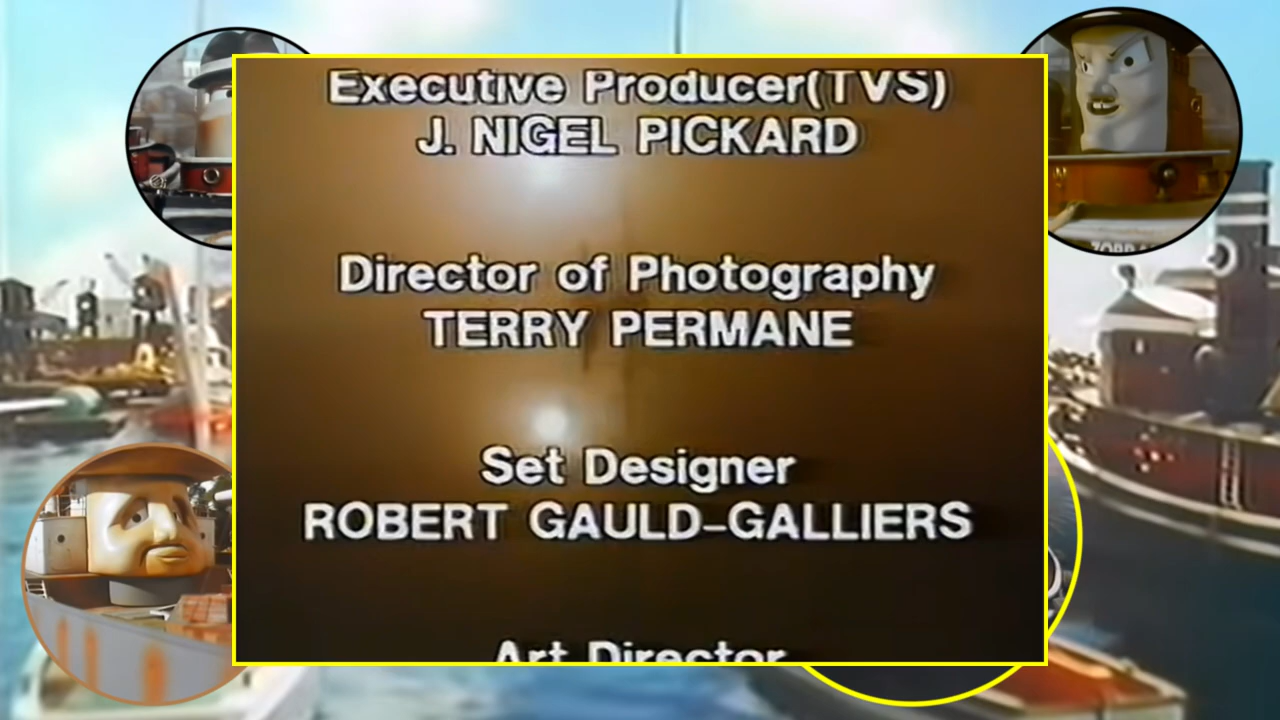 Executive Producer(TVS)
J. NIGEL PICKARD
Director of Photography
TERRY PERMANE
Set Designer
ROBERT GAULD-GALLIERS
Art Director